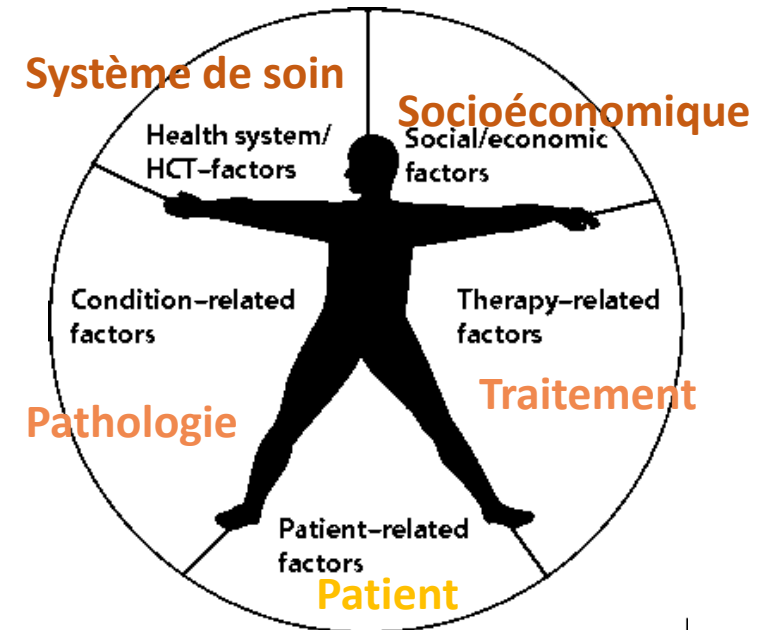 Système de soin
Socioéconomique
Health system/
HCT–factors
Social/economic
factors
Condition–related
factors
Therapy–related
factors
Traitement
Pathologie
Patient–related
factors
Patient